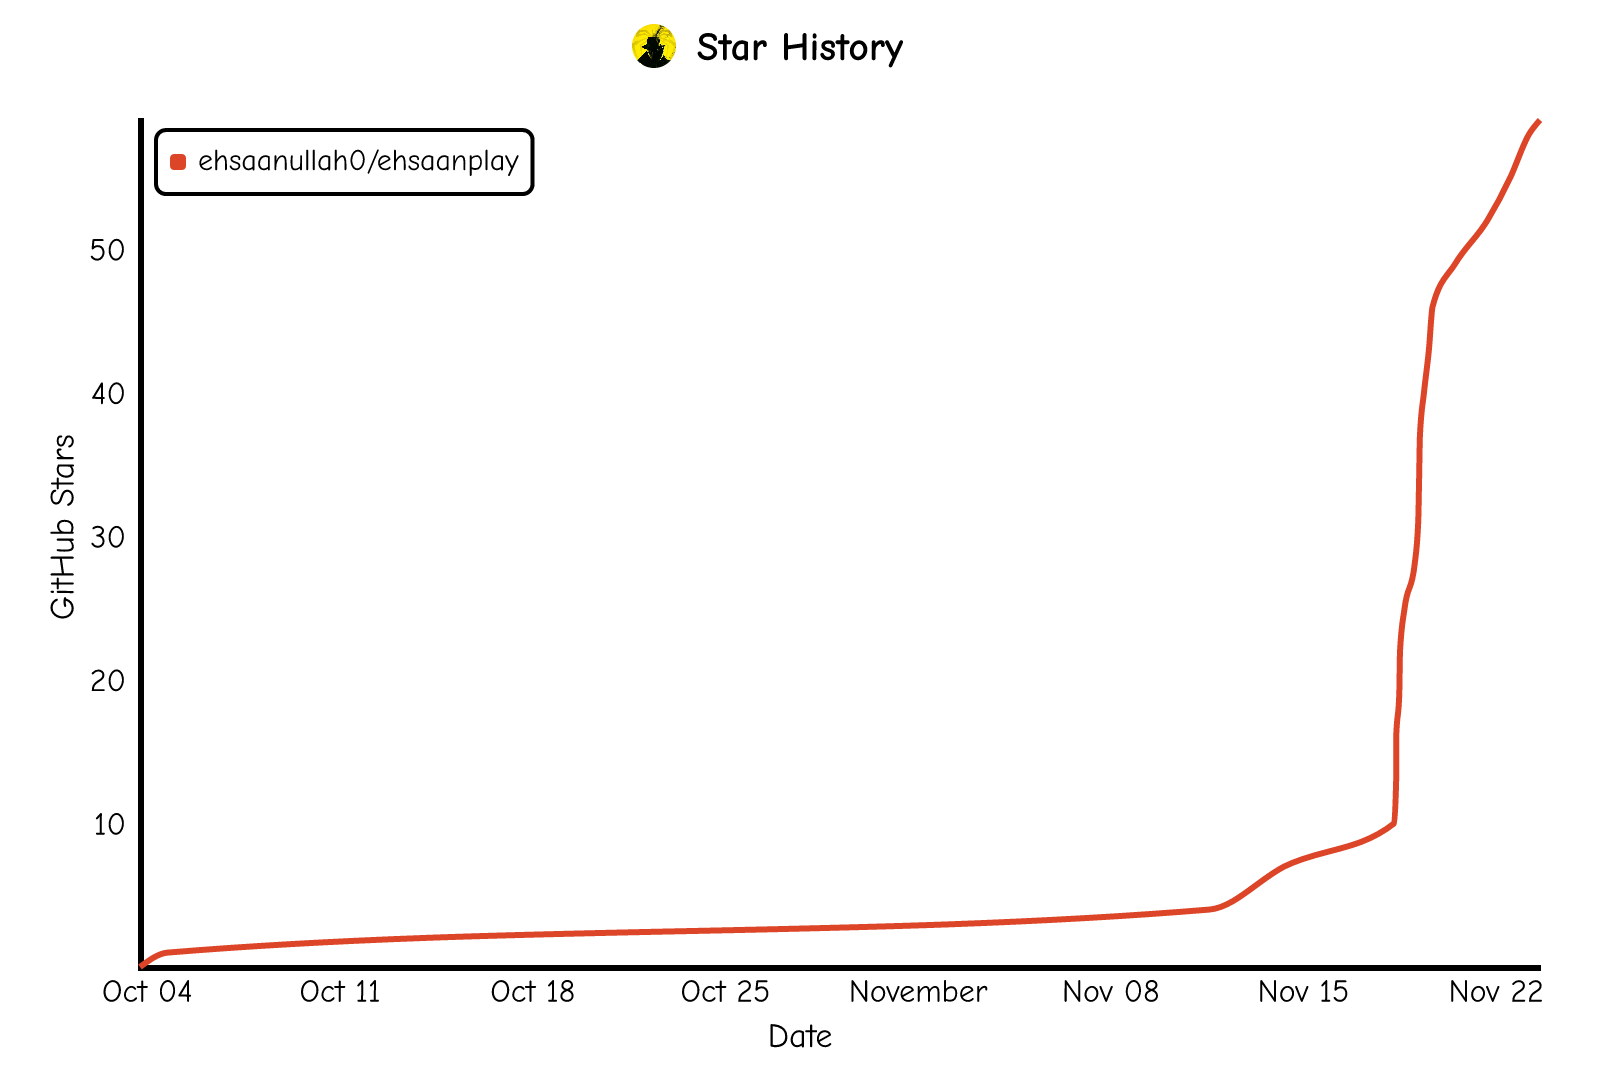 Star History
ehsaanullah0/ehsaanplay
50
40
30
20
10
GitHub Stars
Oct 04 Oct 11 Oct 18 Oct 25 November Nov 08 Nov 15 Nov 22
Date